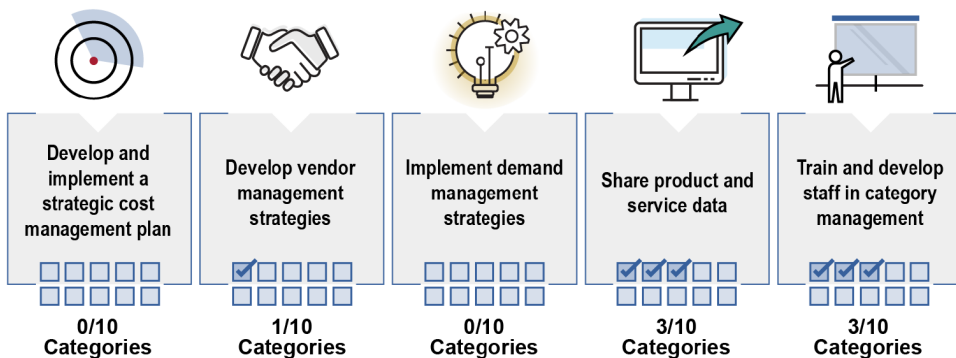 Develop and
implement a
strategic cost
management plan
0/10
Categories
Develop vendor
management
strategies
1/10
Categories
Implement demand
management
strategies
0/10
Categories
Share product and
service data
3/10
Categories
Train and develop
staff in category
management
3/10
Categories